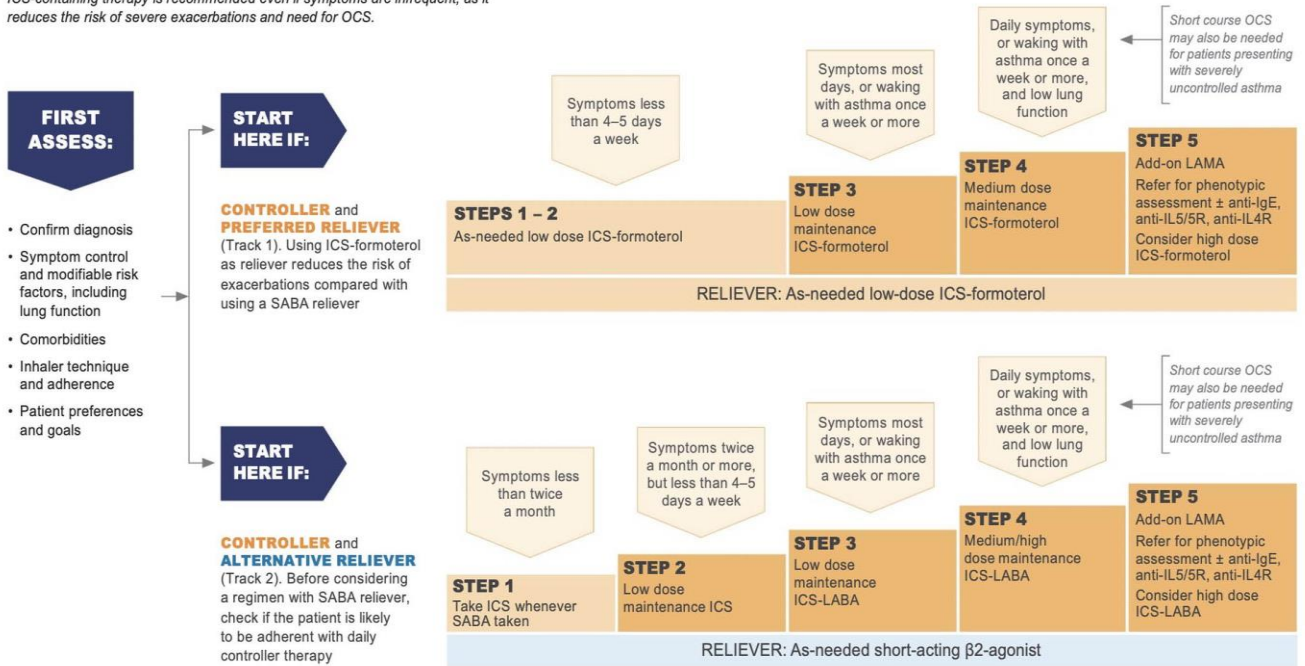 ICS-containing therapy is recommended even if symptoms are infrequent, as it
reduces the risk of severe exacerbations and need for OCS.
FIRST
ASSESS:
• Confirm diagnosis
• Symptom control
and modifiable risk
factors, including
lung function
• Comorbidities
• Inhaler technique
and adherence
• Patient preferences
and goals
START
HERE IF:
CONTROLLER and
PREFERRED RELIEVER
(Track 1). Using ICS-formoterol
as reliever reduces the risk of
exacerbations compared with
using a SABA reliever
Symptoms less
than 4–5 days
a week
Symptoms most
days, or waking
with asthma once
a week or more
Daily symptoms,
or waking with
asthma once a
week or more,
and low lung
function
Short course OCS
may also be needed
for patients presenting
with severely
uncontrolled asthma
STEPS 1 – 2
As-needed low dose ICS-formoterol
STEP 3
Low dose
maintenance
ICS-formoterol
STEP 4
Medium dose
maintenance
ICS-formoterol
STEP 5
Add-on LAMA
Refer for phenotypic
assessment ± anti-IgE,
anti-IL5/5R, anti-IL4R
Consider high dose
ICS-formoterol
RELIEVER: As-needed low-dose ICS-formoterol
START
HERE IF:
CONTROLLER and
ALTERNATIVE RELIEVER
(Track 2). Before considering
a regimen with SABA reliever,
check if the patient is likely
to be adherent with daily
controller therapy
Symptoms less
than twice
a month
Symptoms twice
a month or more,
but less than 4–5
days a week
Symptoms most
days, or waking
with asthma once
a week or more
Daily symptoms,
or waking with
asthma once a
week or more,
and low lung
function
Short course OCS
may also be needed
for patients presenting
with severely
uncontrolled asthma
STEP 1
Take ICS whenever
SABA taken
STEP 2
Low dose
maintenance ICS
STEP 3
Low dose
maintenance
ICS-LABA
STEP 4
Medium/high
dose maintenance
ICS-LABA
STEP 5
Add-on LAMA
Refer for phenotypic
assessment ± anti-IgE,
anti-IL5/5R, anti-IL4R
Consider high dose
ICS-LABA
RELIEVER: As-needed short-acting β2-agonist